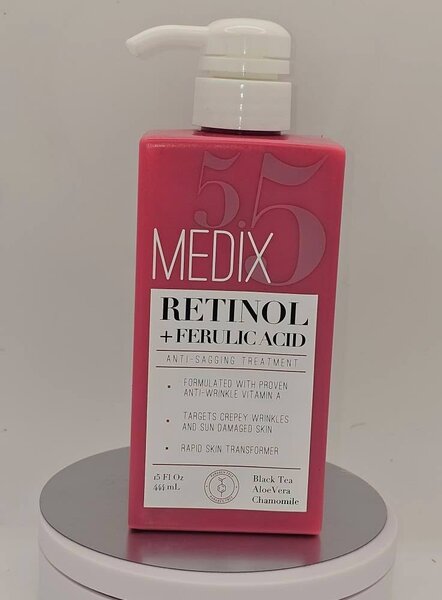 5.5
MEDIX
RETINOL
+ FERULIC ACID
ANTI-SAGGING TREATMENT
• FORMULATED WITH PROVEN
ANTI-WRINKLE VITAMIN A
• TARGETS CREPEY WRINKLES
AND SUN DAMAGED SKIN
• RAPID SKIN TRANSFORMER
15 Fl Oz
444 mL
Black Tea
AloeVera
Chamomile